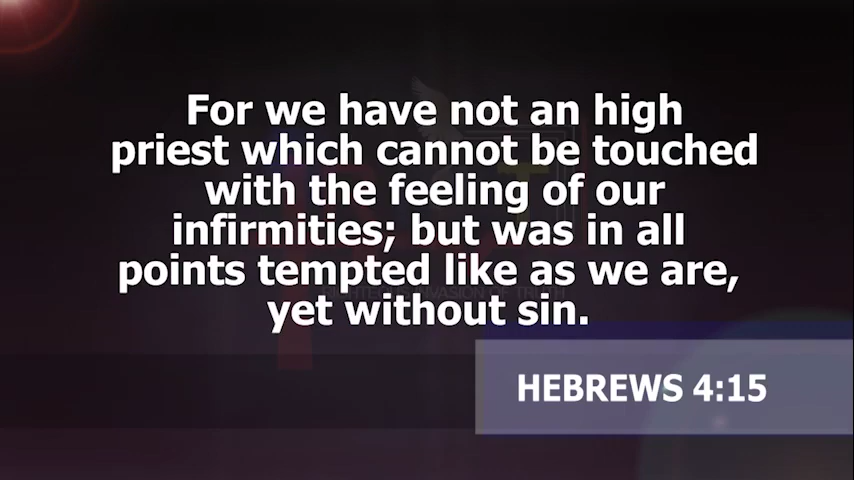 For we have not an high
priest which cannot be touched
with the feeling of our
infirmities; but was in all
points tempted like as we are,
yet without sin.
HEBREWS 4:15